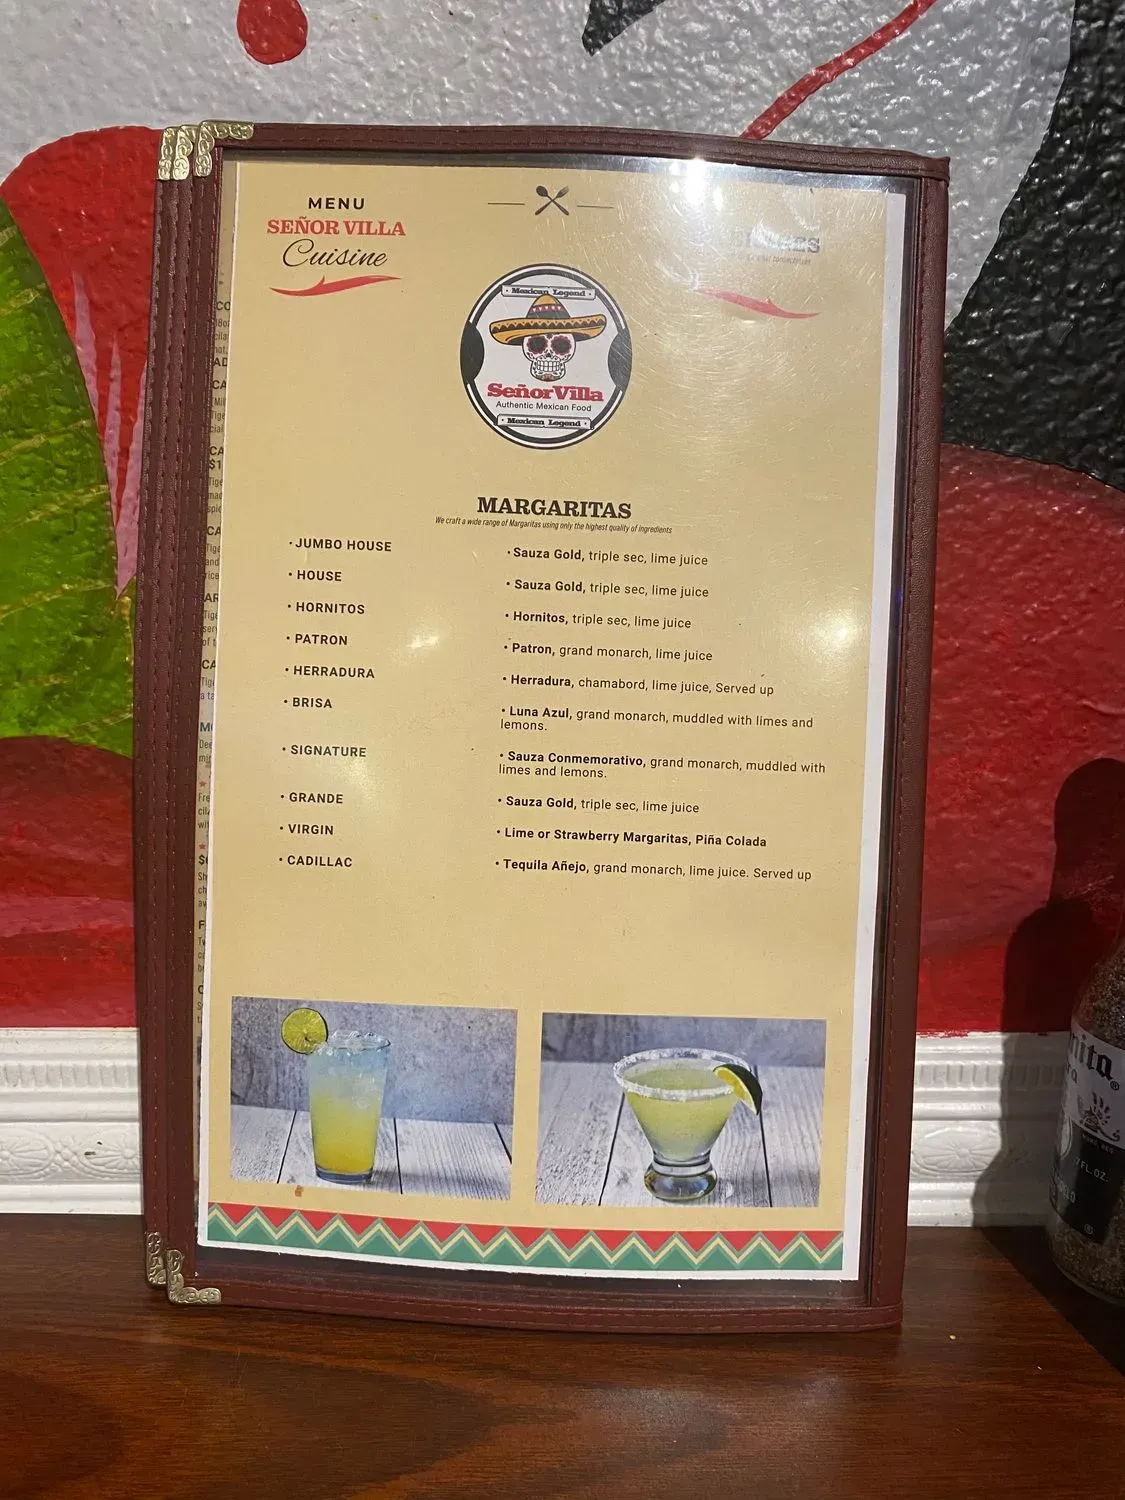 MENU
SEÑOR VILLA
Cuisine
· Mexican Legend ·
SeñorVilla
Authentic Mexican Food
· Mexican Legend ·
MARGARITAS
We craft a wide range of Margaritas using only the highest quality of ingredients
• JUMBO HOUSE
• Sauza Gold, triple sec, lime juice
• HOUSE
• Sauza Gold, triple sec, lime juice
• HORNITOS
• Hornitos, triple sec, lime juice
• PATRON
• Patron, grand monarch, lime juice
• HERRADURA
• Herradura, chamabord, lime juice, Served up
• BRISA
• Luna Azul, grand monarch, muddled with limes and
lemons.
• SIGNATURE
• Sauza Conmemorativo, grand monarch, muddled with
limes and lemons.
• GRANDE
• Sauza Gold, triple sec, lime juice
• VIRGIN
• Lime or Strawberry Margaritas, Piña Colada
• CADILLAC
• Tequila Añejo, grand monarch, lime juice. Served up
FL.OZ.